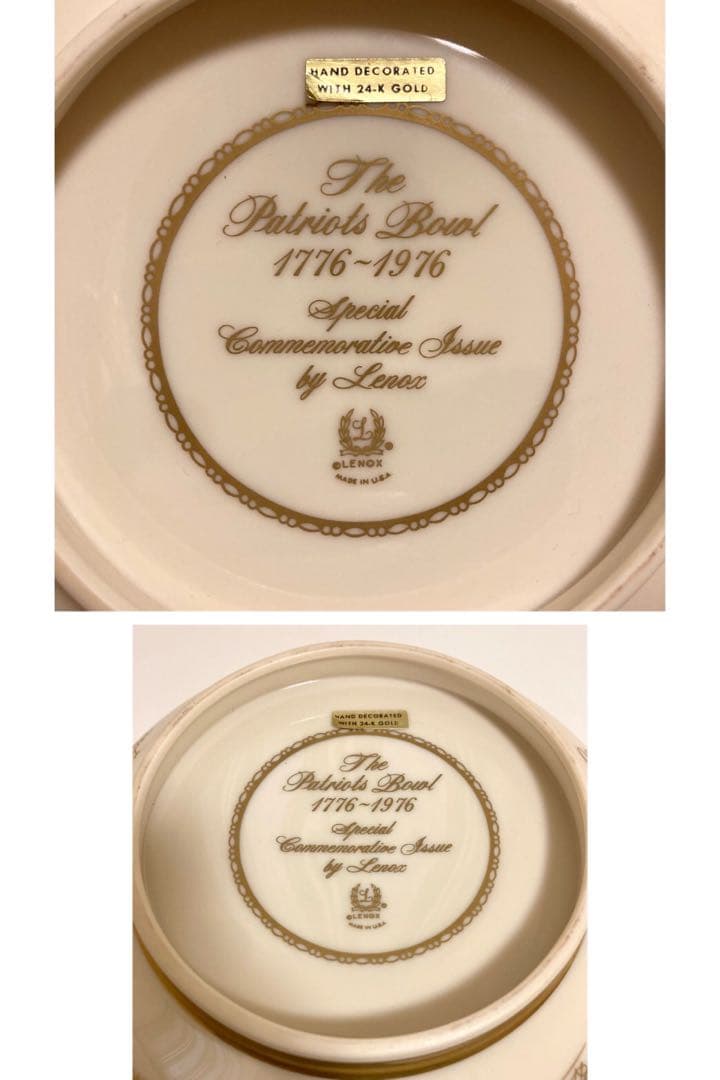 HAND DECORATED
WITH 24-K GOLD
The
Patriots Bowl
1776~1976
Special
Commemorative Issue
by Lenox
L
®
©LENOX
MADE IN U.S.A.
HAND DECORATED
WITH 24-K GOLD
The
Patriots Bowl
1776~1976
Special
Commemorative Issue
by Lenox
L
®
©LENOX
MADE IN U.S.A.